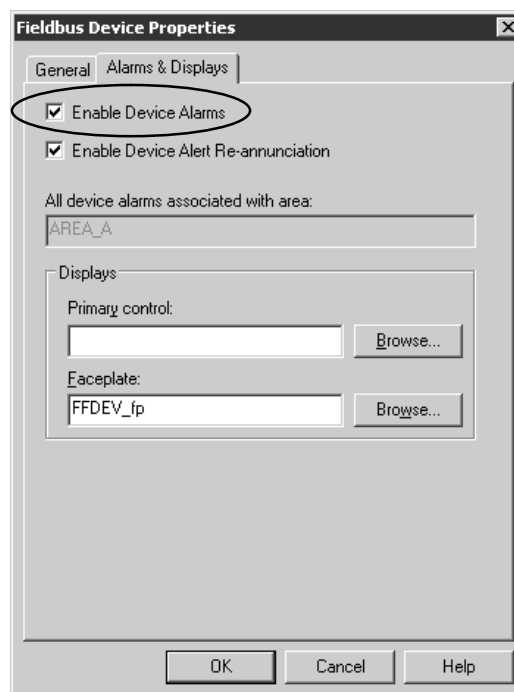 Fieldbus Device Properties
General Alarms & Displays
Enable Device Alarms
Enable Device Alert Re-annunciation
All device alarms associated with area:
AREA_A
Displays
Primary control:
Browse...
Faceplate:
FFDEV_fp Browse...
OK Cancel Help